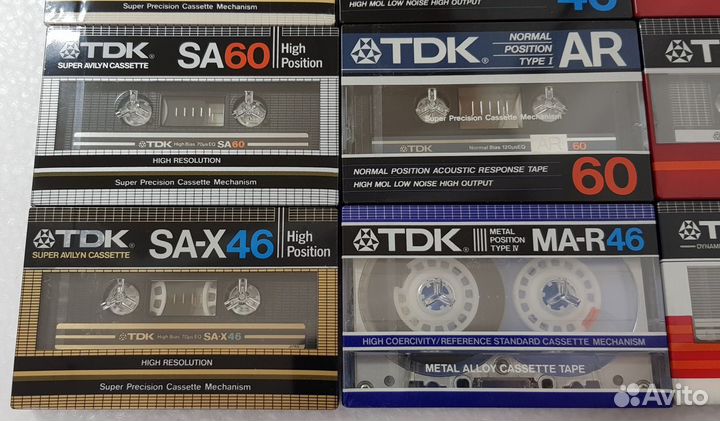 Super Precision Cassette Mechanism
HIGH MOL LOW NOISE HIGH OUTPUT
TDK
SUPER AVILYN CASSETTE
SA60
High
Position
TDK High Bias 70µs EQ SA60
HIGH RESOLUTION
Super Precision Cassette Mechanism
TDK
NORMAL
POSITION
TYPE I
AR
Super Precision Cassette Mechanism
TDK Normal Bias 120µsEQ AR 60
NORMAL POSITION ACOUSTIC RESPONSE TAPE
HIGH MOL LOW NOISE HIGH OUTPUT
60
TDK
SUPER AVILYN CASSETTE
SA-X46
High
Position
TDK High Bias 70µs EQ SA-X46
HIGH RESOLUTION
Super Precision Cassette Mechanism
TDK
METAL
POSITION
TYPE IV
MA-R46
HIGH COERCIVITY/REFERENCE STANDARD CASSETTE MECHANISM
METAL ALLOY CASSETTE TAPE
Avito